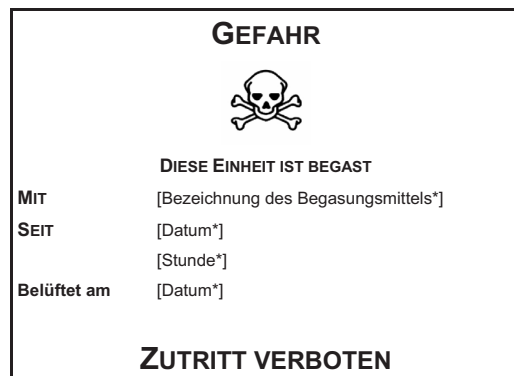 GEFAHR
DIESE EINHEIT IST BEGAST
MIT [Bezeichnung des Begasungsmittels*]
SEIT [Datum*]
[Stunde*]
Belüftet am [Datum*]
ZUTRITT VERBOTEN